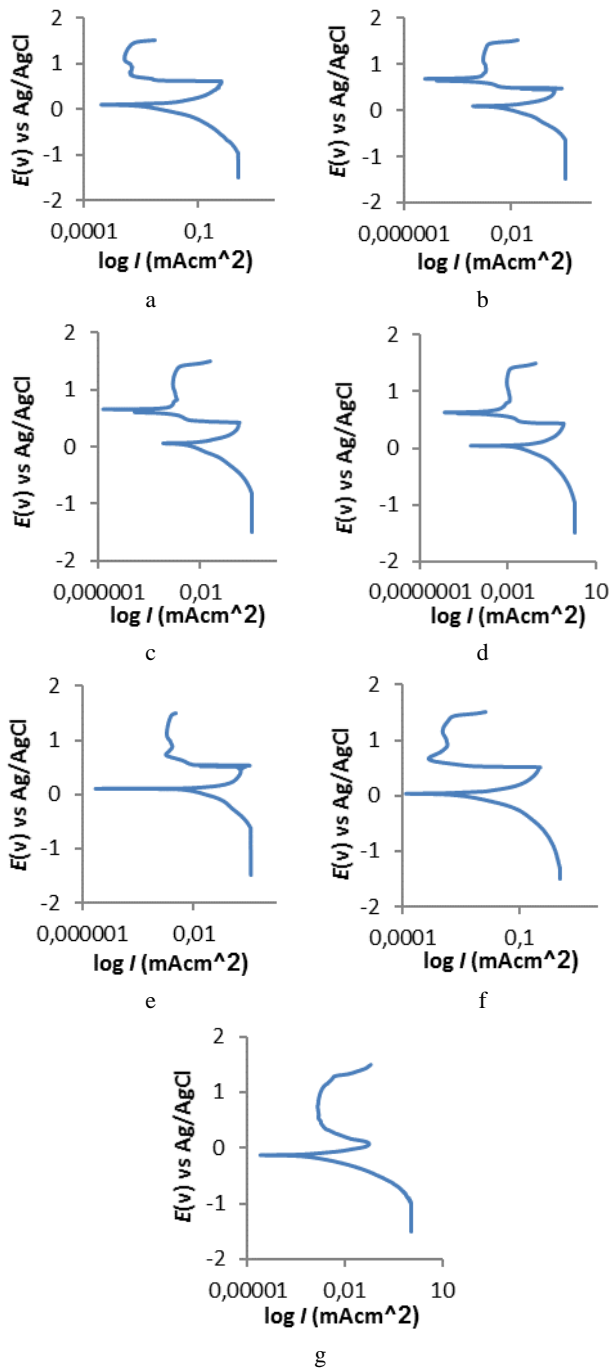 2
1
0
-1
-2
E(v) vs Ag/AgCl
0,0001 0,1
log I (mAcm^2)
a
2
1
0
-1
-2
E(v) vs Ag/AgCl
0,000001 0,01
log I (mAcm^2)
b
2
1
0
-1
-2
E(v) vs Ag/AgCl
0,000001 0,01
log I (mAcm^2)
c
2
1
0
-1
-2
E(v) vs Ag/AgCl
0,0000001 0,001 10
log I (mAcm^2)
d
2
1
0
-1
-2
E(v) vs Ag/AgCl
0,000001 0,01
log I (mAcm^2)
e
2
1
0
-1
-2
E(v) vs Ag/AgCl
0,0001 0,1
log I (mAcm^2)
f
2
1
0
-1
-2
E(v) vs Ag/AgCl
0,00001 0,01 10
log I (mAcm^2)
g